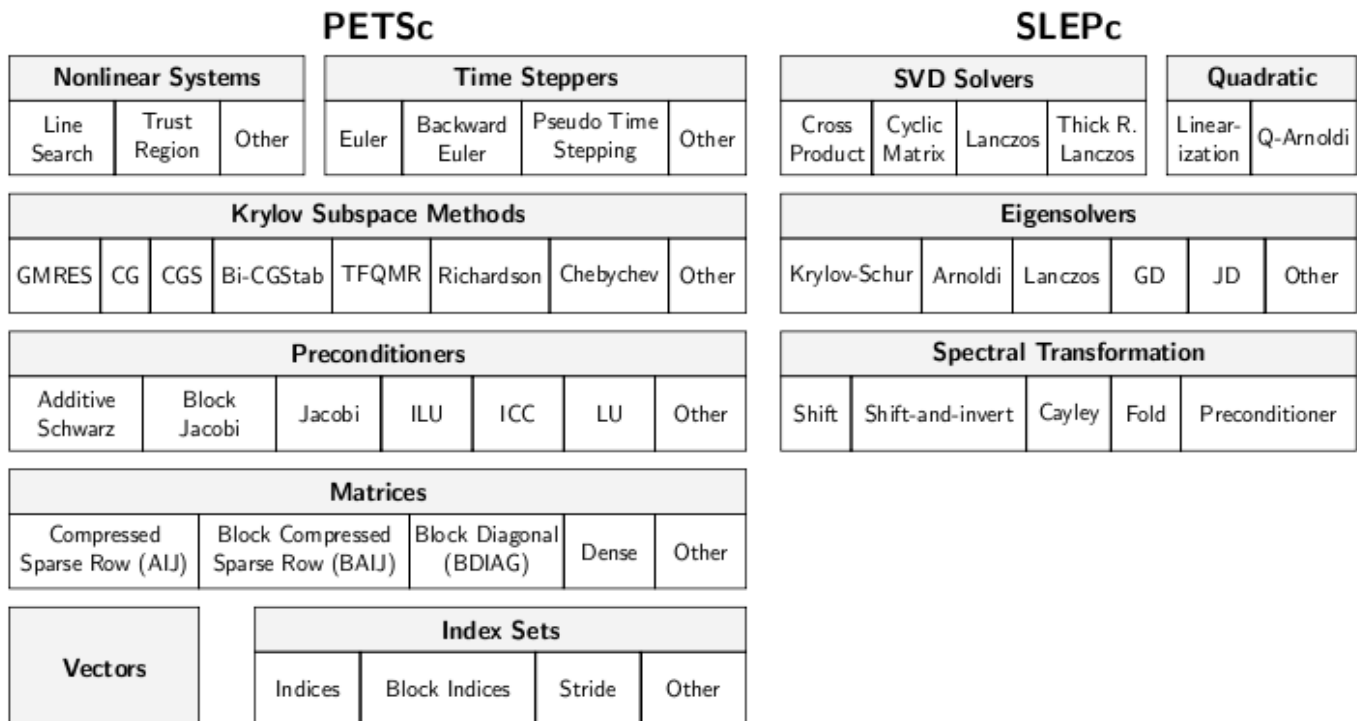 PETSc
Nonlinear Systems
Line
Search
Trust
Region
Other
Time Steppers
Euler
Backward
Euler
Pseudo Time
Stepping
Other
Krylov Subspace Methods
GMRES
CG
CGS
Bi-CGStab
TFQMR
Richardson
Chebychev
Other
Preconditioners
Additive
Schwarz
Block
Jacobi
Jacobi
ILU
ICC
LU
Other
Matrices
Compressed
Sparse Row (AIJ)
Block Compressed
Sparse Row (BAIJ)
Block Diagonal
(BDIAG)
Dense
Other
Vectors
Index Sets
Indices
Block Indices
Stride
Other
SLEPc
SVD Solvers
Cross
Product
Cyclic
Matrix
Lanczos
Thick R.
Lanczos
Quadratic
Linear-
ization
Q-Arnoldi
Eigensolvers
Krylov-Schur
Arnoldi
Lanczos
GD
JD
Other
Spectral Transformation
Shift
Shift-and-invert
Cayley
Fold
Preconditioner